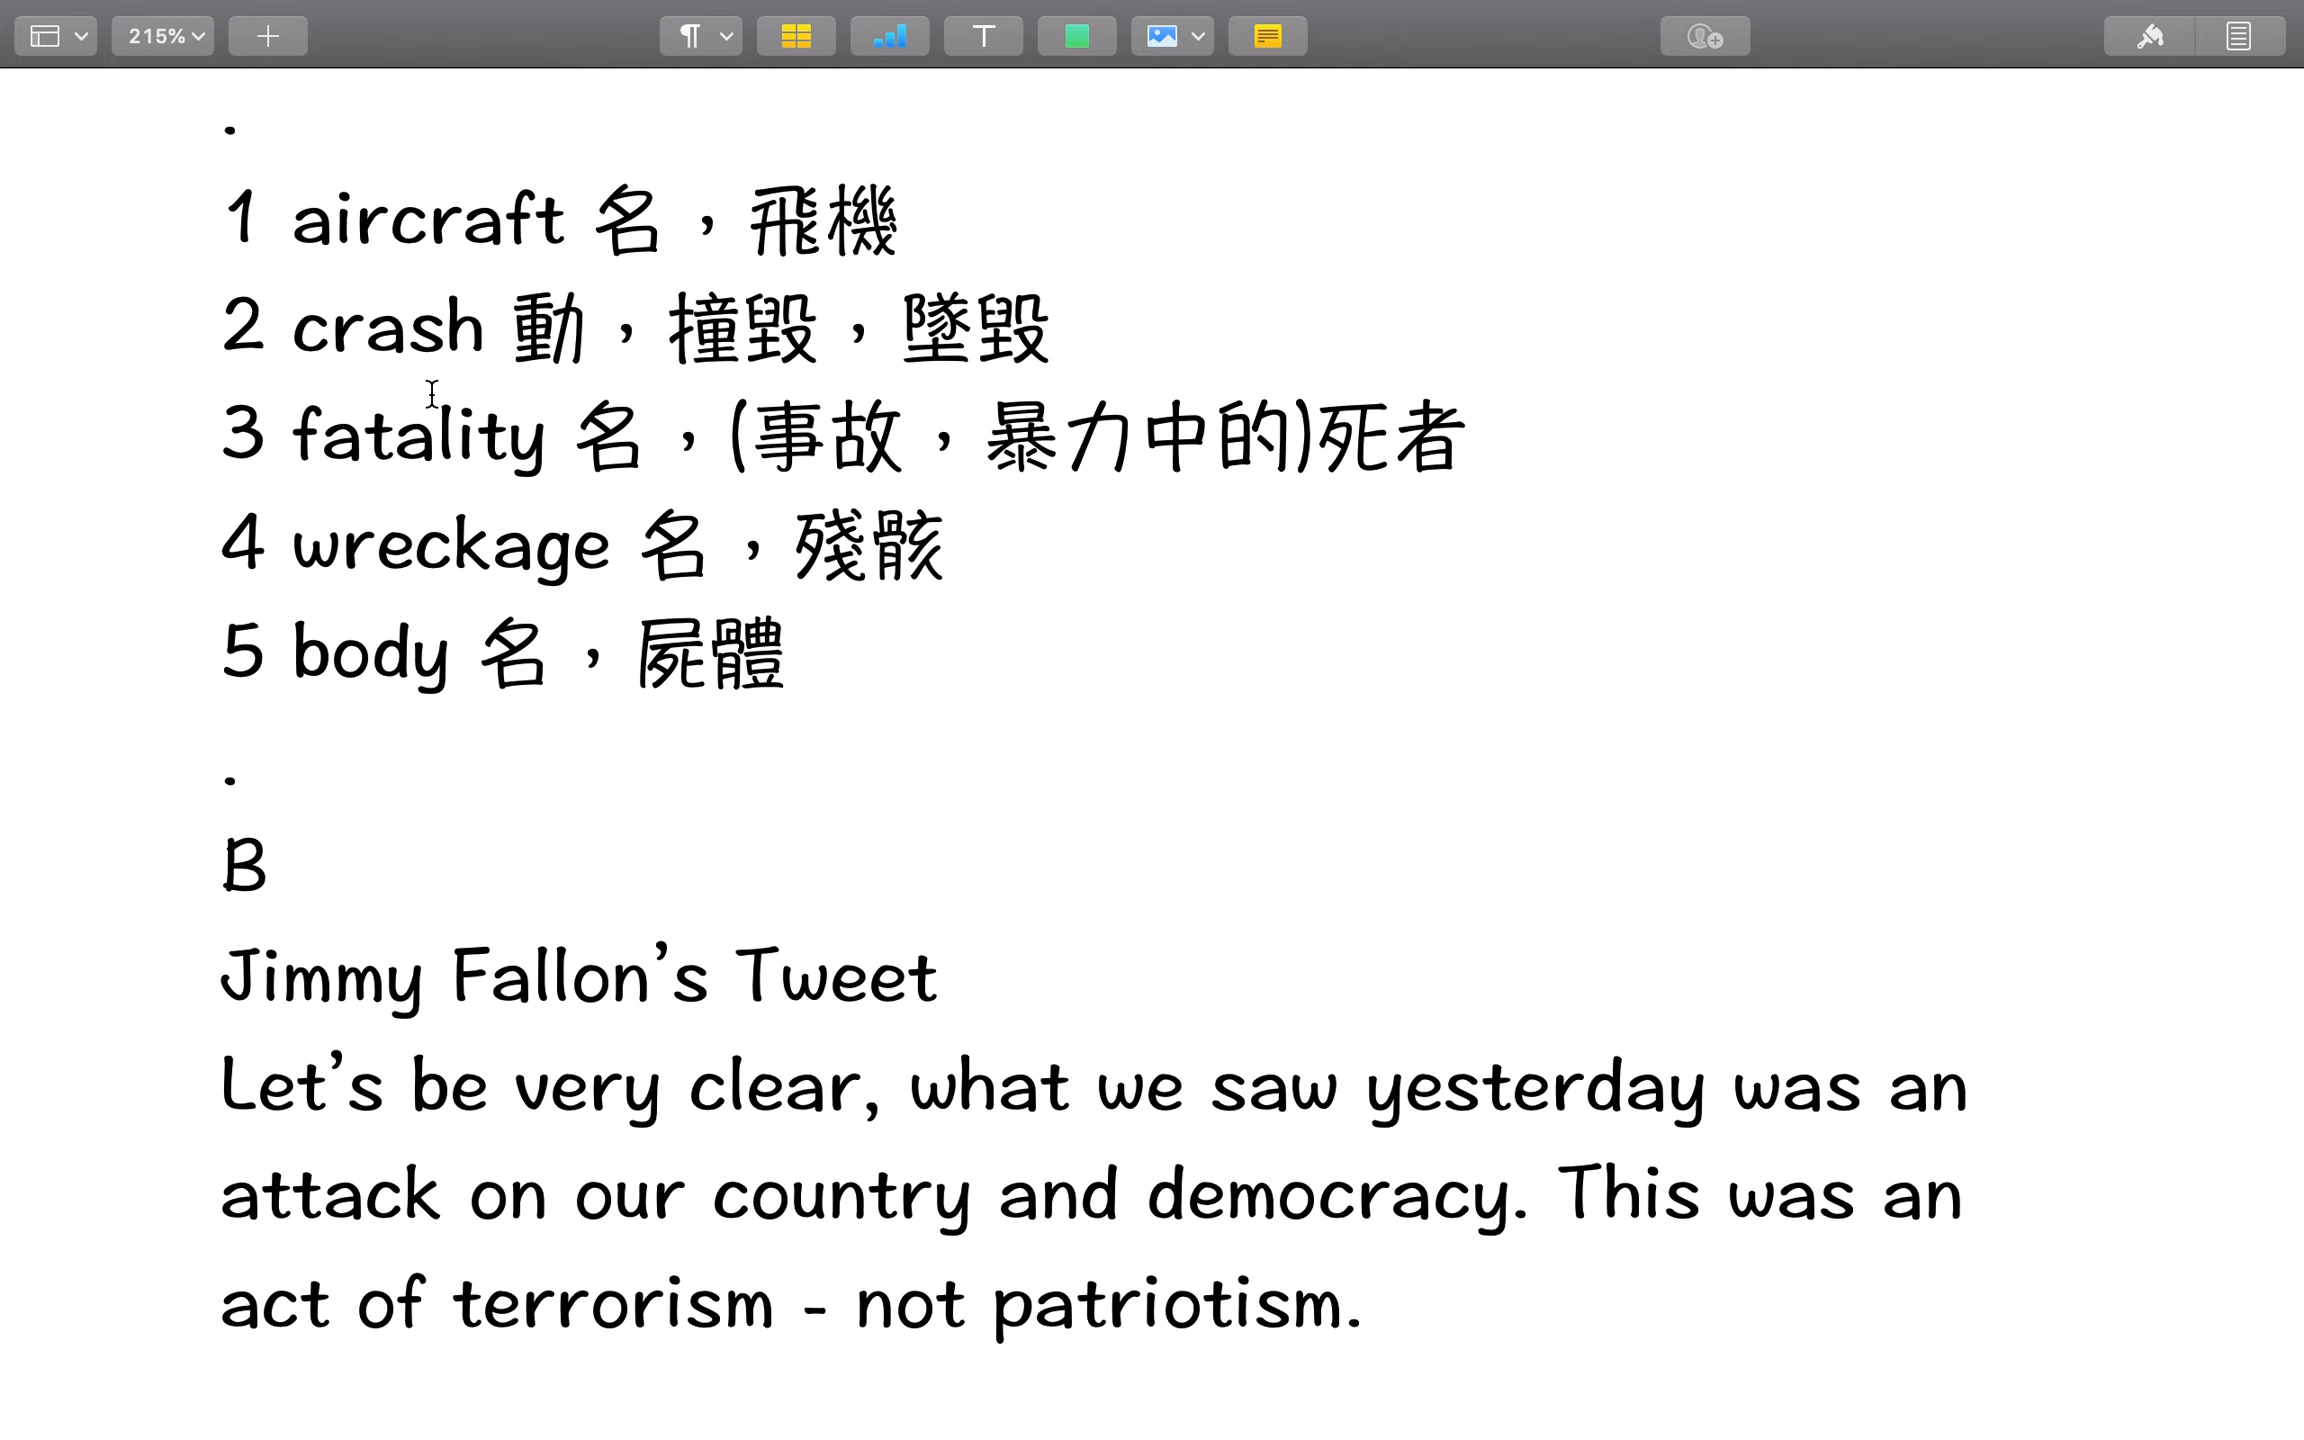 215%
.
1 aircraft 名，飛機
2 crash 動，撞毀，墜毀
3 fatality 名，(事故，暴力中的)死者
4 wreckage 名，殘骸
5 body 名，屍體
.
B
Jimmy Fallon’s Tweet
Let’s be very clear, what we saw yesterday was an
attack on our country and democracy. This was an
act of terrorism - not patriotism.